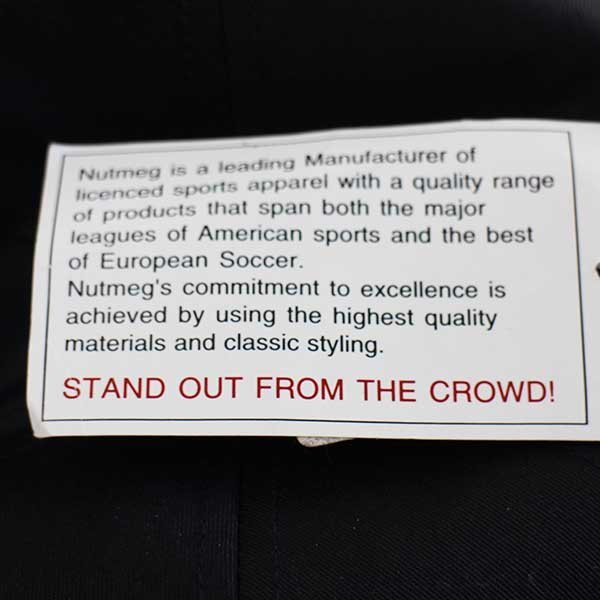 Nutmeg is a leading Manufacturer of
licenced sports apparel with a quality range
of products that span both the major
leagues of American sports and the best
of European Soccer.
Nutmeg's commitment to excellence is
achieved by using the highest quality
materials and classic styling.
STAND OUT FROM THE CROWD!